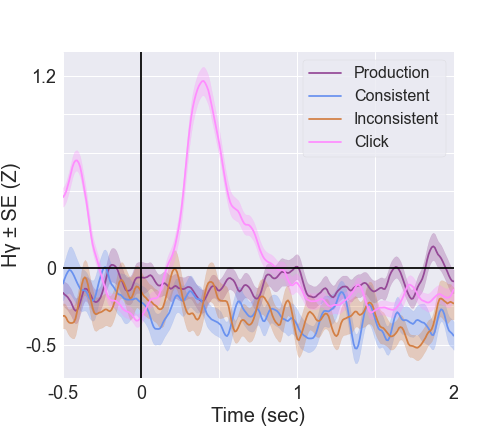 Production
Consistent
Inconsistent
Click
1.2
0
-0.5
Hγ ± SE (Z)
-0.5
0
1
2
Time (sec)